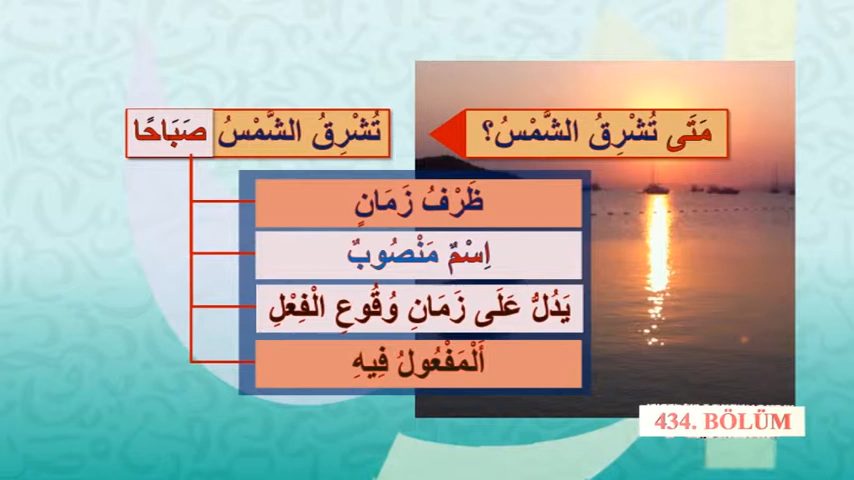 مَتَى تُشْرِقُ الشَّمْسُ؟
تُشْرِقُ الشَّمْسُ صَبَاحًا
ظَرْفُ زَمَانٍ
اِسْمٌ مَنْصُوبٌ
يَدُلُّ عَلَى زَمَانِ وُقُوعِ الْفِعْلِ
أَلْمَفْعُولُ فِيهِ
434. BÖLÜM